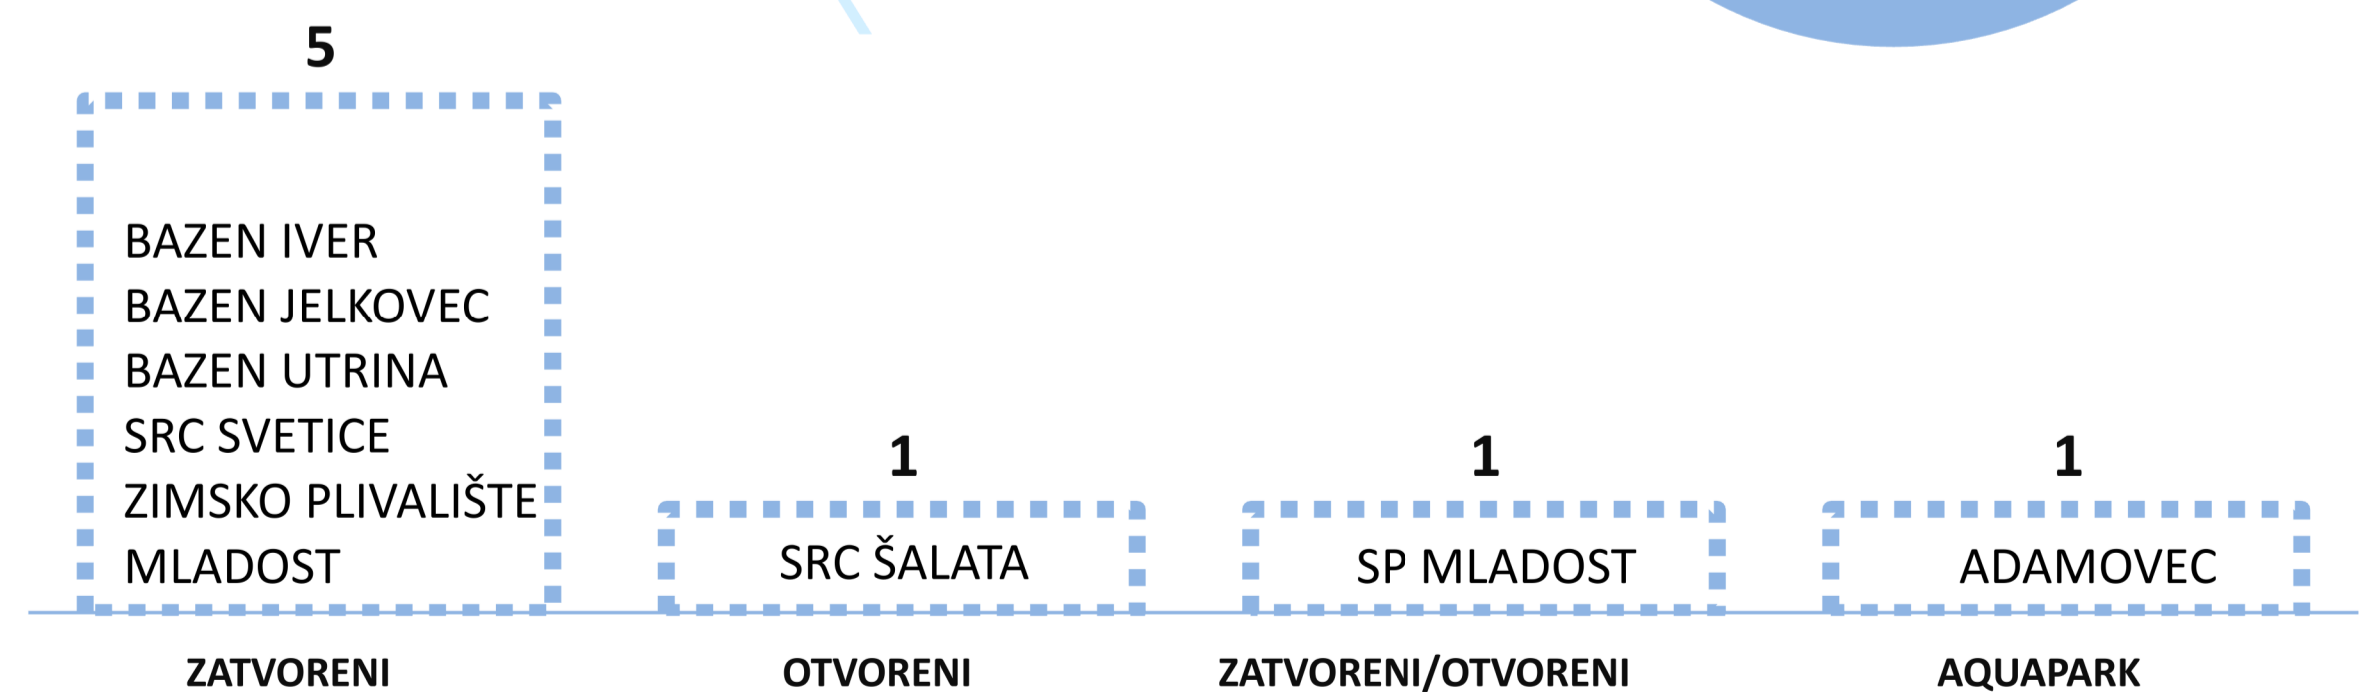 5
BAZEN IVER
BAZEN JELKOVEC
BAZEN UTRINA
SRC SVETICE
ZIMSKO PLIVALIŠTE
MLADOST
ZATVORENI
1
SRC ŠALATA
OTVORENI
1
SP MLADOST
ZATVORENI/OTVORENI
1
ADAMOVEC
AQUAPARK